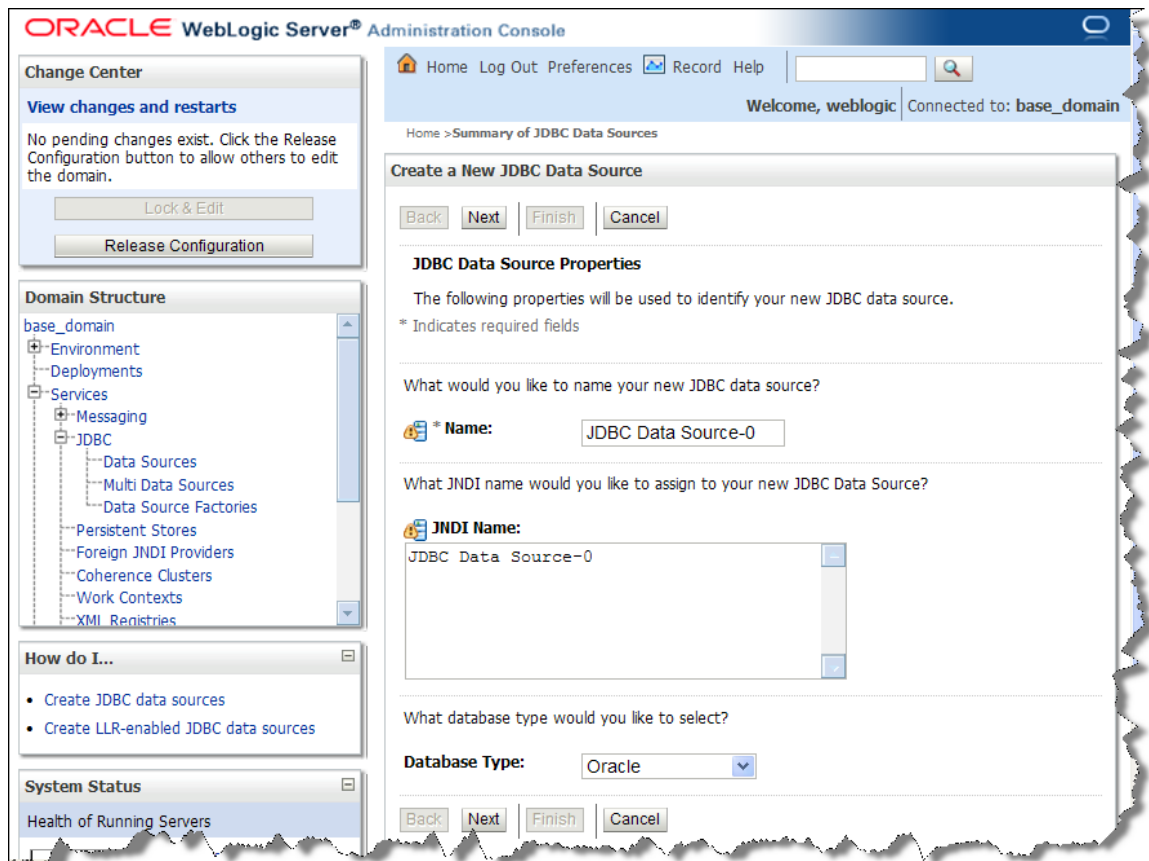 ORACLE WebLogic Server® Administration Console
Change Center
View changes and restarts
No pending changes exist. Click the Release
Configuration button to allow others to edit
the domain.
Lock & Edit
Release Configuration
Domain Structure
base_domain
Environment
Deployments
Services
Messaging
JDBC
Data Sources
Multi Data Sources
Data Source Factories
Persistent Stores
Foreign JNDI Providers
Coherence Clusters
Work Contexts
XML Registries
How do I...
• Create JDBC data sources
• Create LLR-enabled JDBC data sources
System Status
Health of Running Servers
Home Log Out Preferences Record Help
Welcome, weblogic Connected to: base_domain
Home >Summary of JDBC Data Sources
Create a New JDBC Data Source
Back Next Finish Cancel
JDBC Data Source Properties
The following properties will be used to identify your new JDBC data source.
* Indicates required fields
What would you like to name your new JDBC data source?
* Name: JDBC Data Source-0
What JNDI name would you like to assign to your new JDBC Data Source?
JNDI Name:
JDBC Data Source-0
What database type would you like to select?
Database Type: Oracle
Back Next Finish Cancel